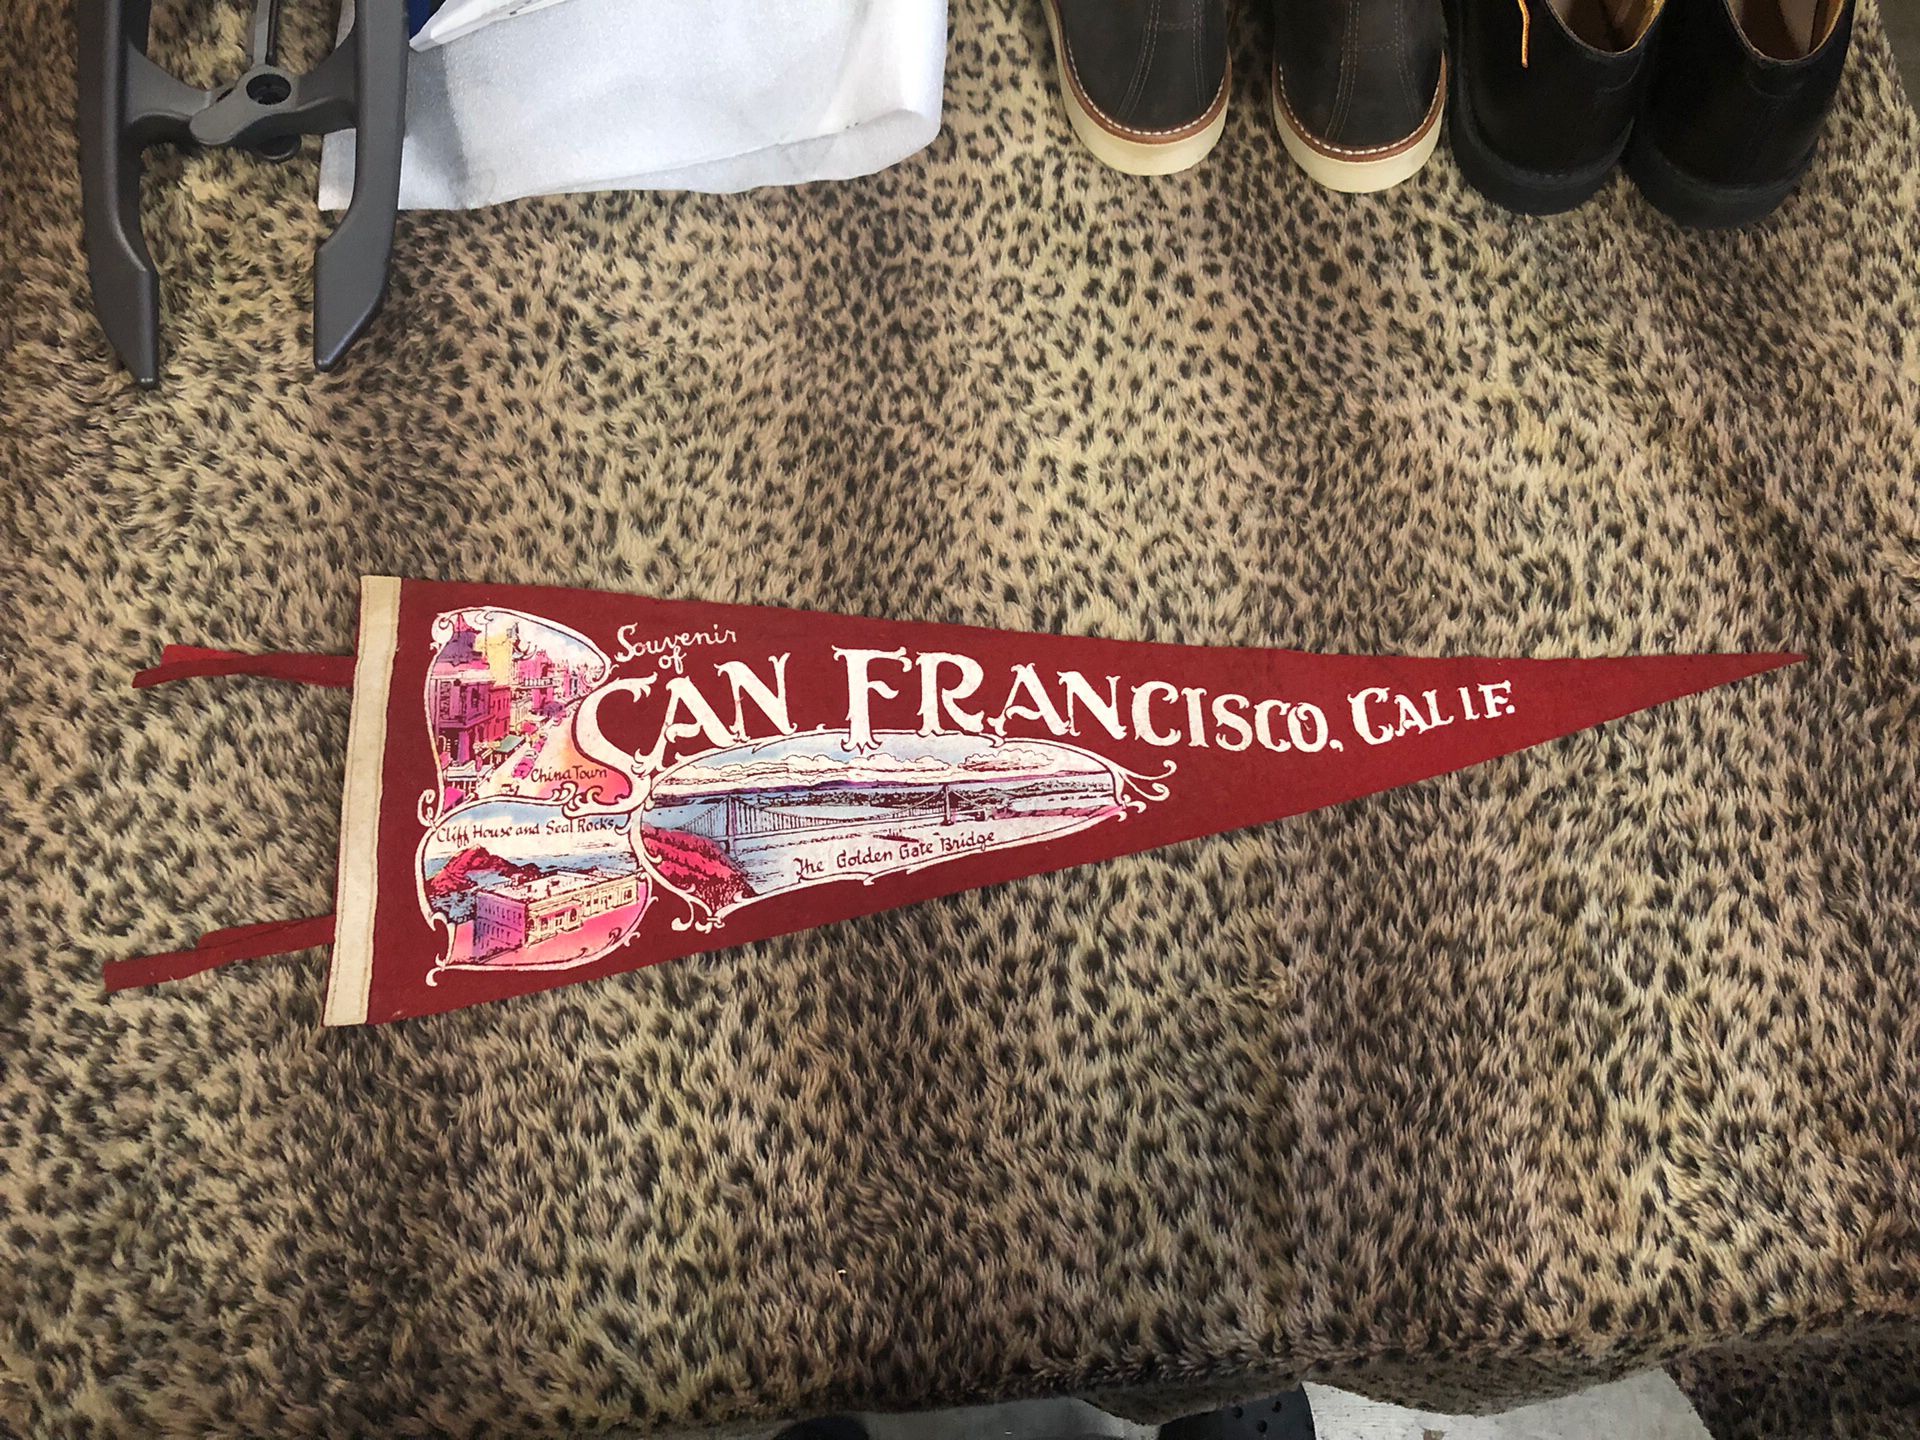 Souvenir
of
SAN FRANCISCO, CALIF.
China Town
Cliff House and Seal Rocks
The Golden Gate Bridge